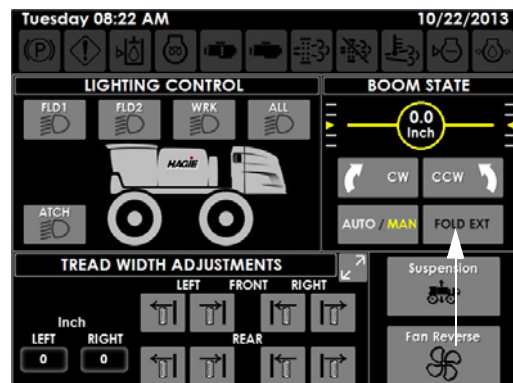 Tuesday 08:22 AM 10/22/2013
(P)
LIGHTING CONTROL
FLD1 FLD2 WRK ALL
HAGIE
ATCH
BOOM STATE
0.0
Inch
CW CCW
AUTO / MAN FOLD EXT
TREAD WIDTH ADJUSTMENTS
LEFT FRONT RIGHT
Inch
LEFT RIGHT
REAR
0 0
Suspension
Fan Reverse